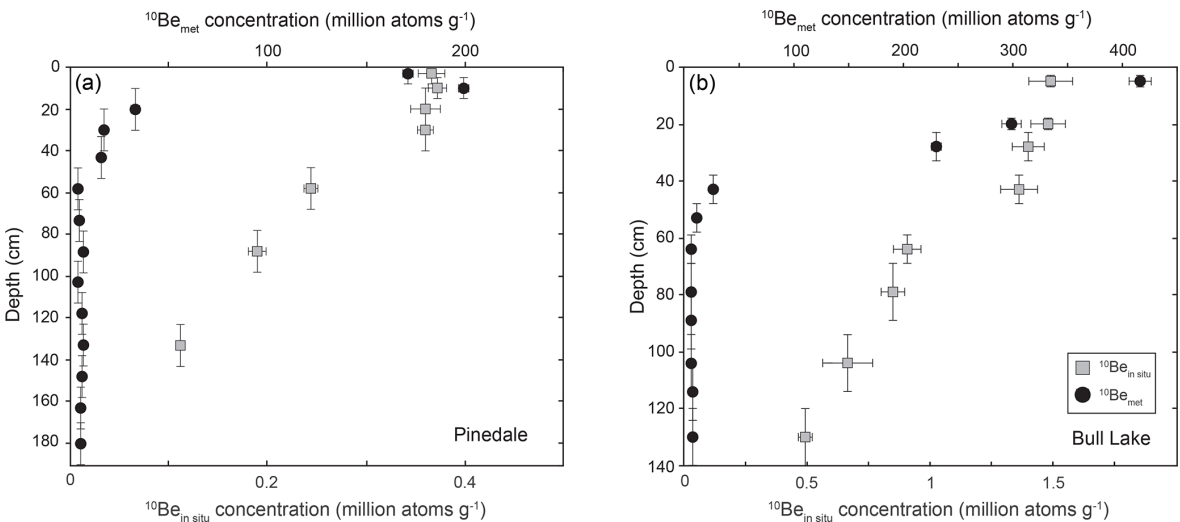 ¹⁰Be_met concentration (million atoms g⁻¹)
100 200
(a)
Depth (cm)
0
20
40
60
80
100
120
140
160
180
Pinedale
0 0.2 0.4
¹⁰Be_in situ concentration (million atoms g⁻¹)
¹⁰Be_met concentration (million atoms g⁻¹)
100 200 300 400
(b)
Depth (cm)
0
20
40
60
80
100
120
140
¹⁰Be_in situ
¹⁰Be_met
Bull Lake
0 0.5 1 1.5
¹⁰Be_in situ concentration (million atoms g⁻¹)